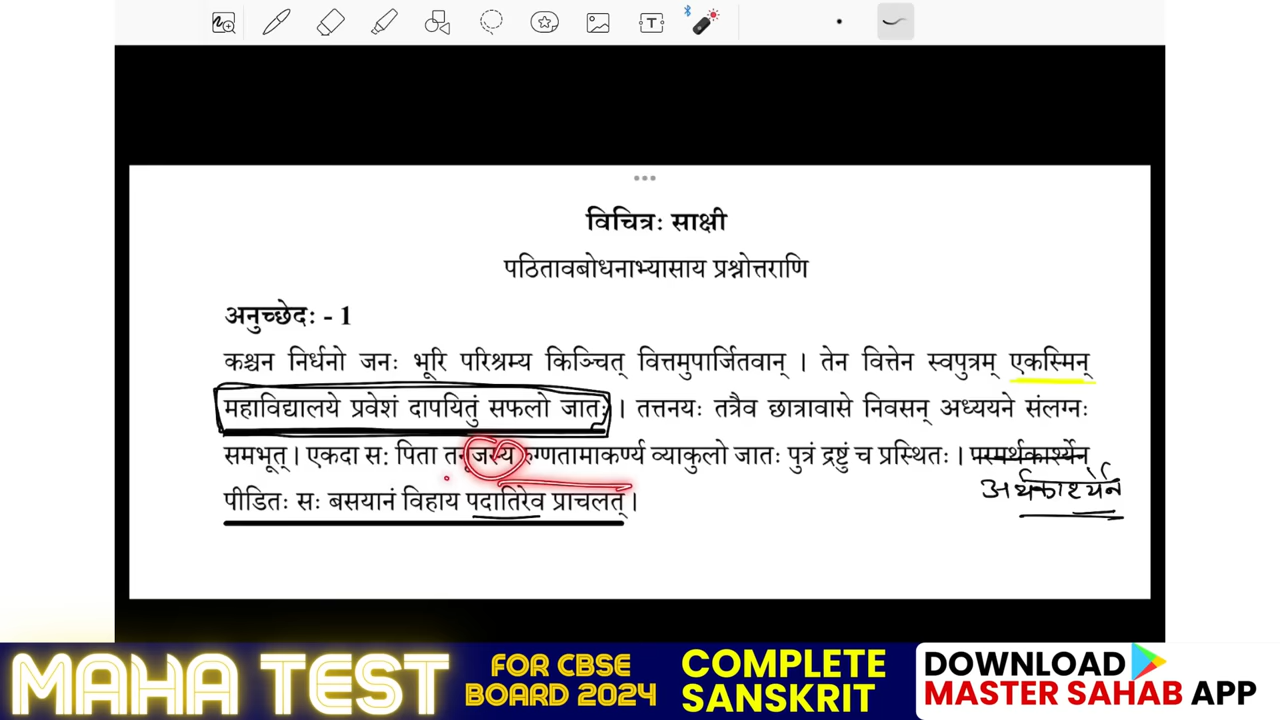 विचित्र: साक्षी
पठितावबोधनाभ्यासाय प्रश्नोत्तराणि
अनुच्छेद: - 1
कश्चन निर्धनो जनः भूरि परिश्रम्य किञ्चित् वित्तमुपार्जितवान् । तेन वित्तेन स्वपुत्रम् एकस्मिन्
महाविद्यालये प्रवेशं दापयितुं सफलो जातः । तत्तनयः तत्रैव छात्रावासे निवसन् अध्ययने संलग्नः
समभूत्। एकदा स: पिता तनूजस्य रुग्णतामाकर्ण्य व्याकुलो जातः पुत्रं द्रष्टुं च प्रस्थितः । परमर्थकार्श्येन
अर्थकार्श्येन
पीडितः सः बसयानं विहाय पदातिरेव प्राचलत् ।
MAHA TEST
FOR CBSE
BOARD 2024
COMPLETE
SANSKRIT
DOWNLOAD
MASTER SAHAB APP